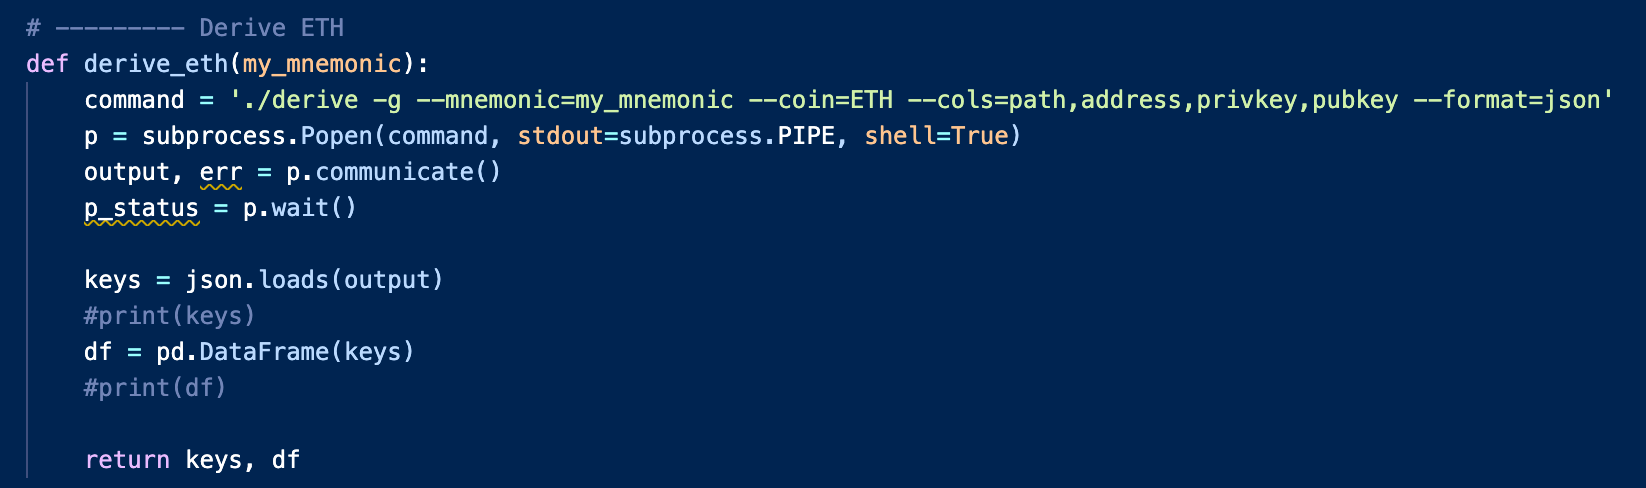 # --------- Derive ETH
def derive_eth(my_mnemonic):
    command = './derive -g --mnemonic=my_mnemonic --coin=ETH --cols=path,address,privkey,pubkey --format=json'
    p = subprocess.Popen(command, stdout=subprocess.PIPE, shell=True)
    output, err = p.communicate()
    p_status = p.wait()

    keys = json.loads(output)
    #print(keys)
    df = pd.DataFrame(keys)
    #print(df)

    return keys, df